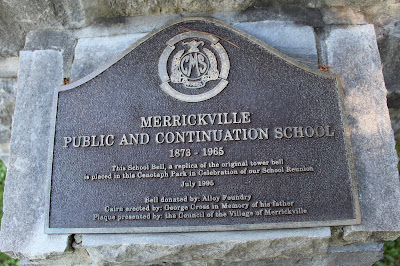 CMS
MERRICKVILLE
PUBLIC AND CONTINUATION SCHOOL
1873 - 1965
This School Bell, a replica of the original tower bell
is placed in this Cenotaph Park in Celebration of our School Reunion
July 1995
Bell donated by: Alloy Foundry
Cairn erected by: George Cross in Memory of his father
Plaque presented by: the Council of the Village of Merrickville